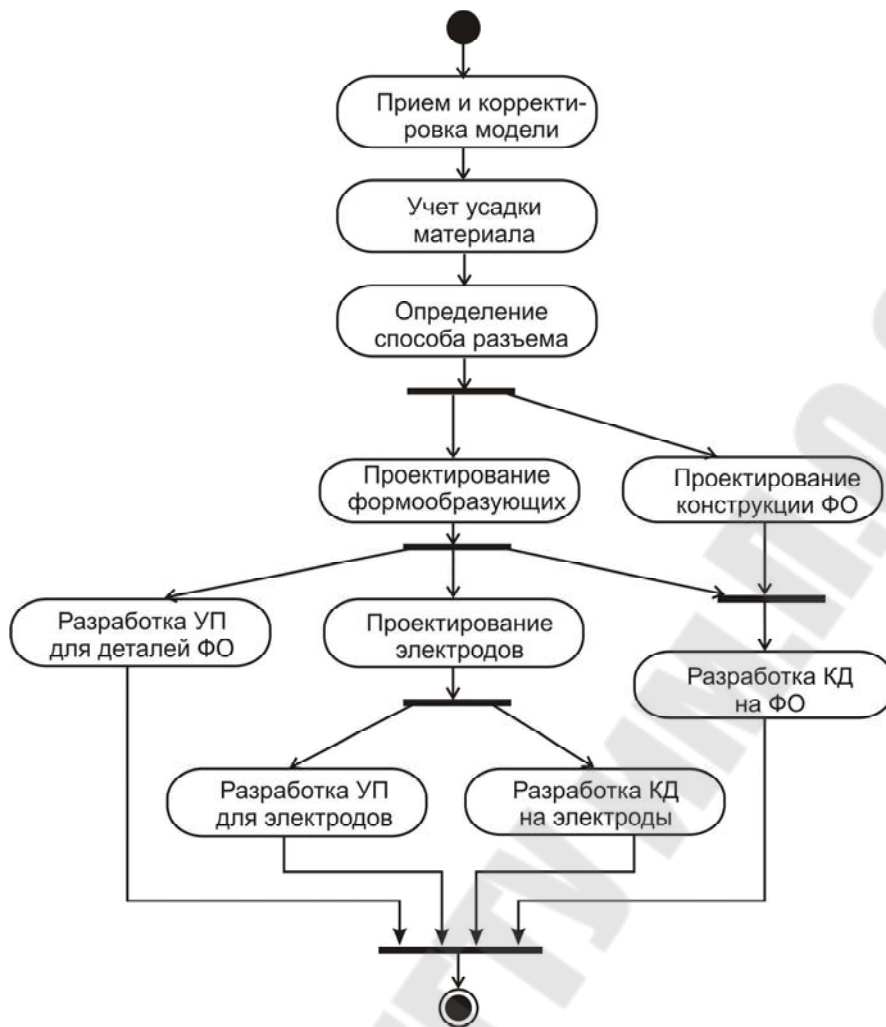 Прием и корректи-
ровка модели
Учет усадки
материала
Определение
способа разъема
Проектирование
формообразующих
Проектирование
конструкции ФО
Разработка УП
для деталей ФО
Проектирование
электродов
Разработка КД
на ФО
Разработка УП
для электродов
Разработка КД
на электроды